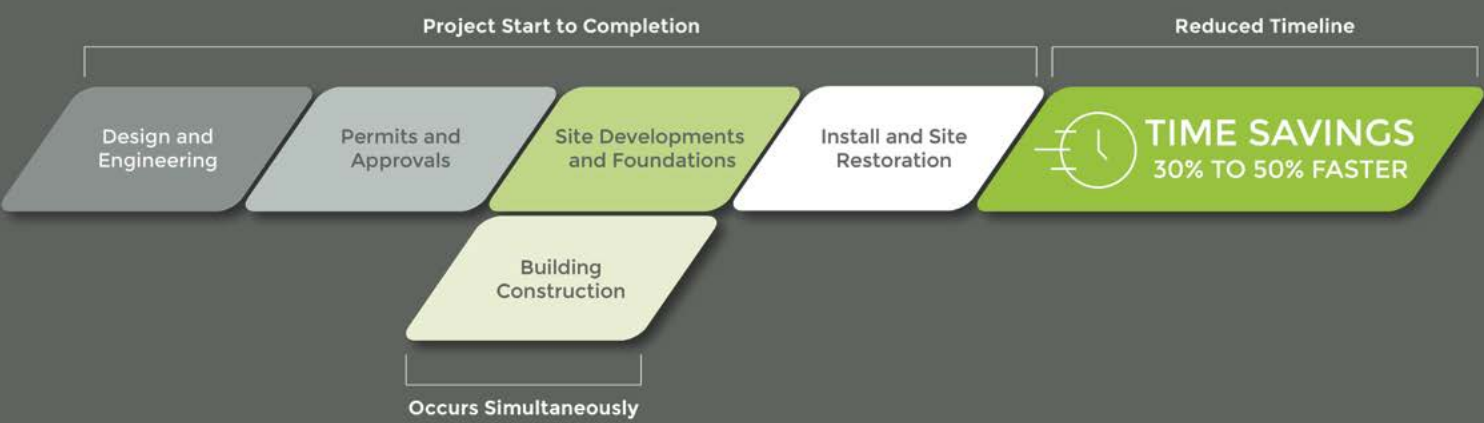 Project Start to Completion
Reduced Timeline
Design and
Engineering
Permits and
Approvals
Site Developments
and Foundations
Install and Site
Restoration
TIME SAVINGS
30% TO 50% FASTER
Building
Construction
Occurs Simultaneously